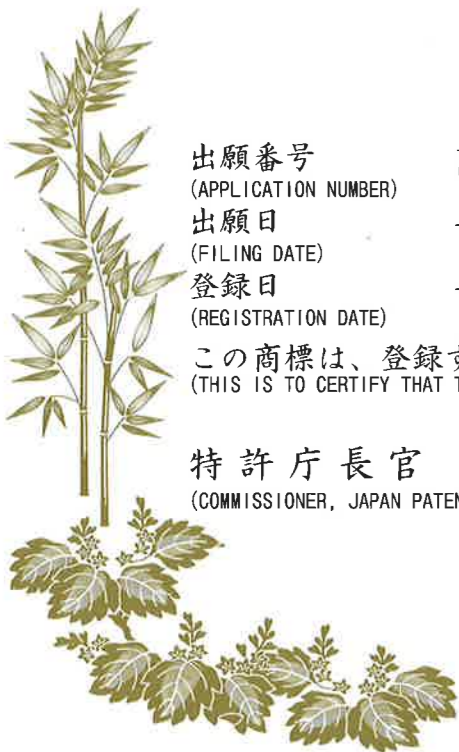 出願番号
(APPLICATION NUMBER)
出願日
(FILING DATE)
登録日
(REGISTRATION DATE)
この商標は、登録
(THIS IS TO CERTIFY THAT
特許庁長官
(COMMISSIONER, JAPAN